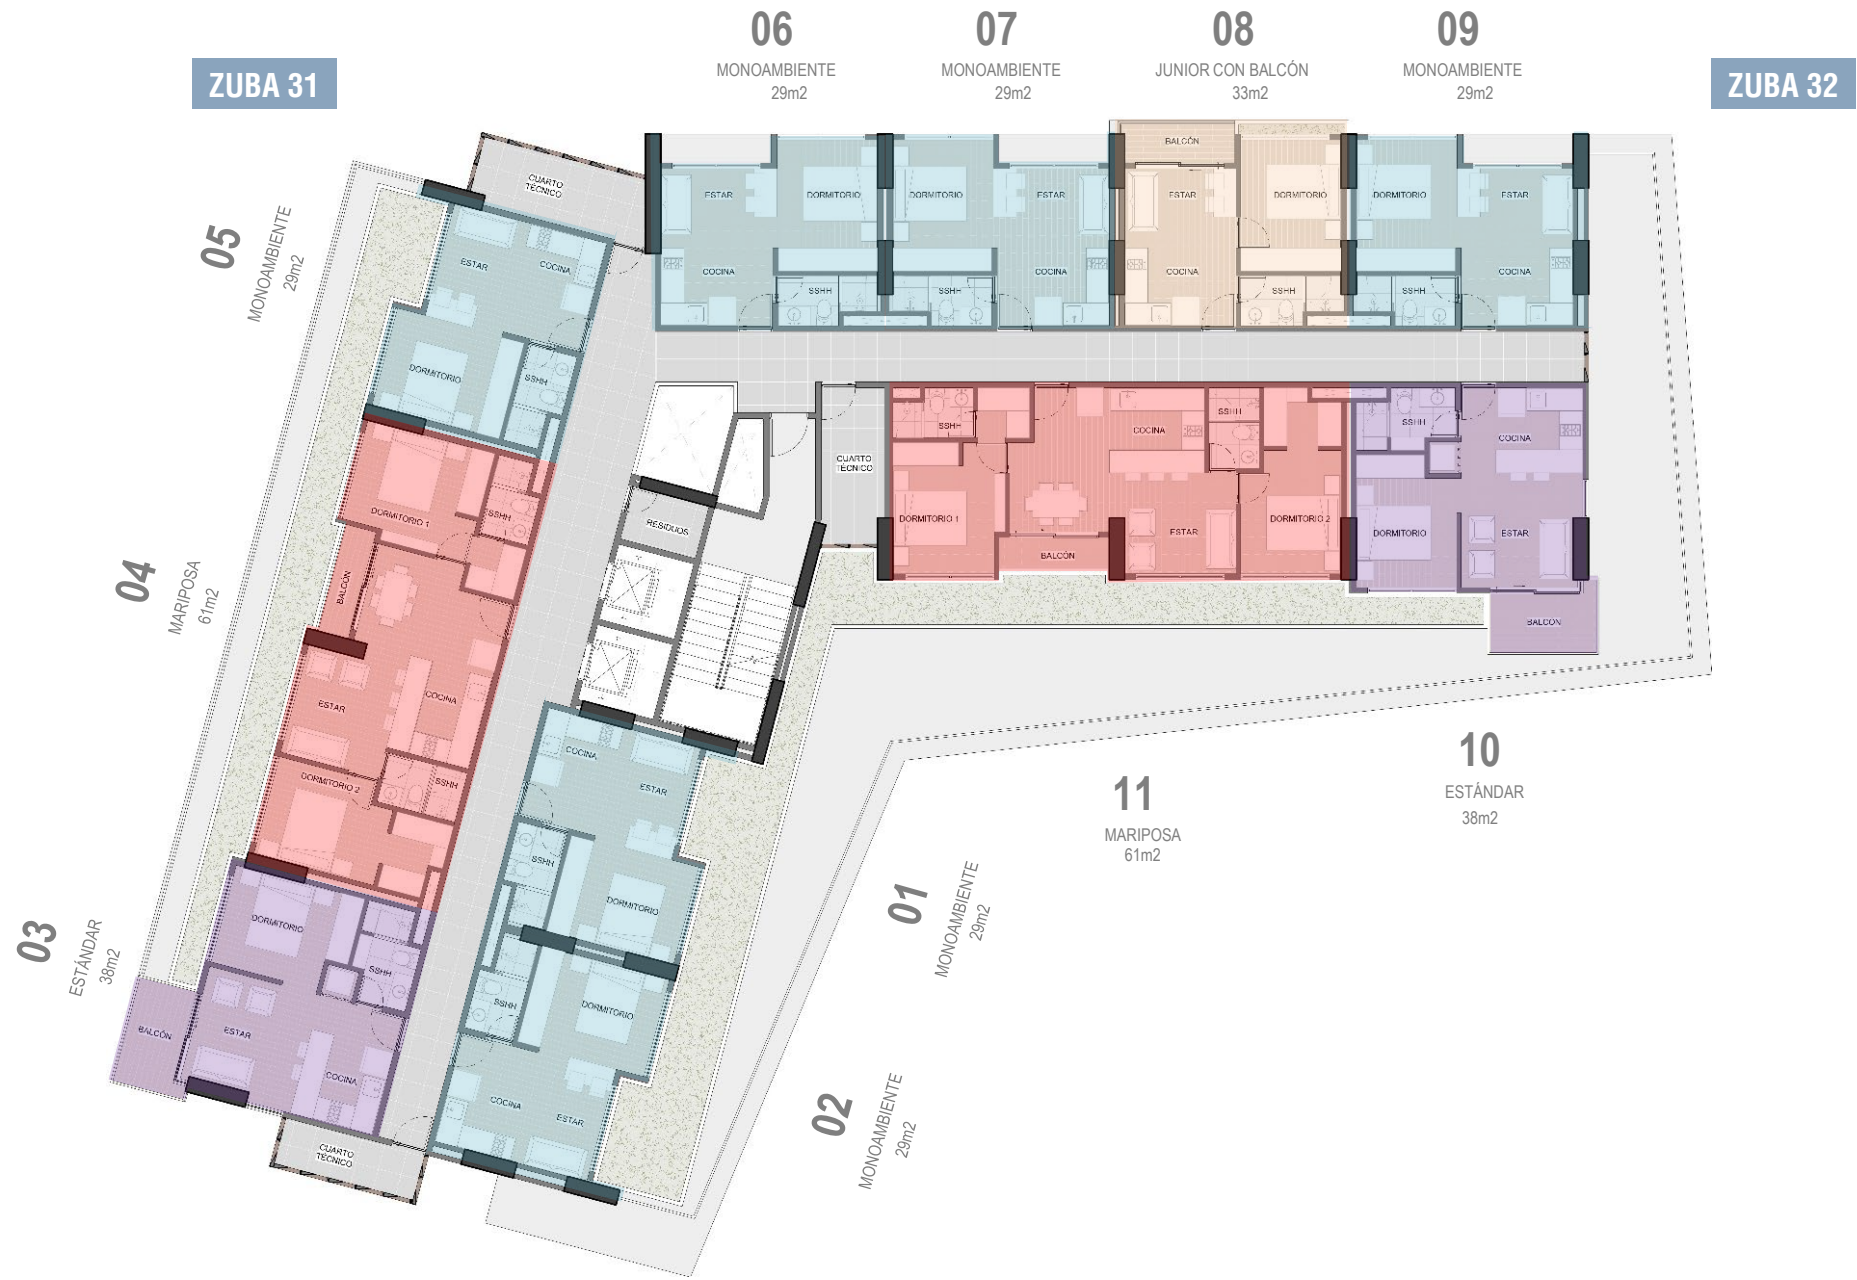 ZUBA 31
06
MONOAMBIENTE
29m2
07
MONOAMBIENTE
29m2
08
JUNIOR CON BALCÓN
33m2
09
MONOAMBIENTE
29m2
ZUBA 32
CUARTO
TÉCNICO
ESTAR
DORMITORIO
COCINA
SSHH
DORMITORIO
ESTAR
SSHH
COCINA
BALCÓN
ESTAR
DORMITORIO
COCINA
SSHH
DORMITORIO
ESTAR
SSHH
COCINA
05
MONOAMBIENTE
29m2
ESTAR
COCINA
DORMITORIO
SSHH
04
MARIPOSA
61m2
DORMITORIO 1
SSHH
BALCÓN
ESTAR
COCINA
DORMITORIO 2
SSHH
03
ESTÁNDAR
38m2
DORMITORIO
SSHH
BALCÓN
ESTAR
COCINA
CUARTO
TÉCNICO
RESIDUOS
CUARTO
TÉCNICO
SSHH
COCINA
SSHH
DORMITORIO 1
BALCÓN
ESTAR
DORMITORIO 2
SSHH
COCINA
DORMITORIO
ESTAR
BALCÓN
COCINA
ESTAR
SSHH
DORMITORIO
SSHH
DORMITORIO
COCINA
ESTAR
10
ESTÁNDAR
38m2
11
MARIPOSA
61m2
01
MONOAMBIENTE
29m2
02
MONOAMBIENTE
29m2